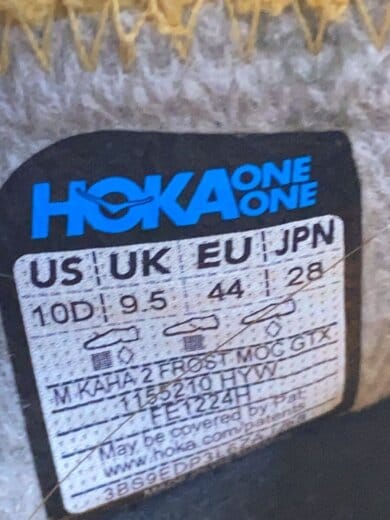 HOKA ONE ONE
US UK EU JPN
10D 9.5 44 28
M KAHA 2 FROST MOC GTX
1155210 HYW
FE1224H
May be covered by Pat.
www.hoka.com/patents